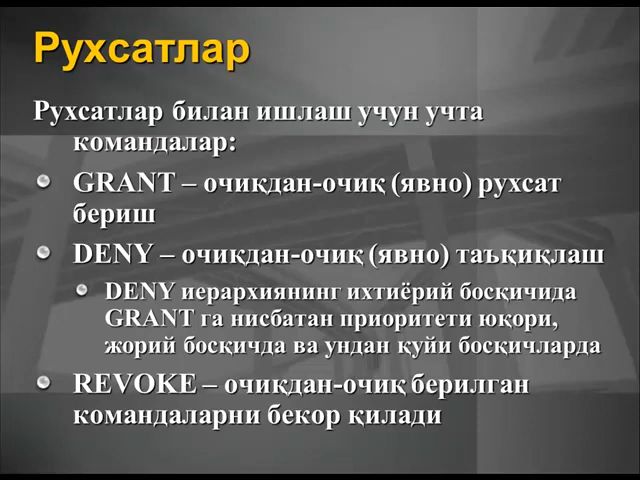 Рухсатлар
Рухсатлар билан ишлаш учун учта
командалар:
GRANT – очиқдан-очиқ (явно) рухсат
бериш
DENY – очиқдан-очиқ (явно) таъқиқлаш
DENY иерархиянинг ихтиёрий босқичида
GRANT га нисбатан приоритети юқори,
жорий босқичда ва ундан қуйи босқичларда
REVOKE – очиқдан-очиқ берилган
командаларни бекор қилади